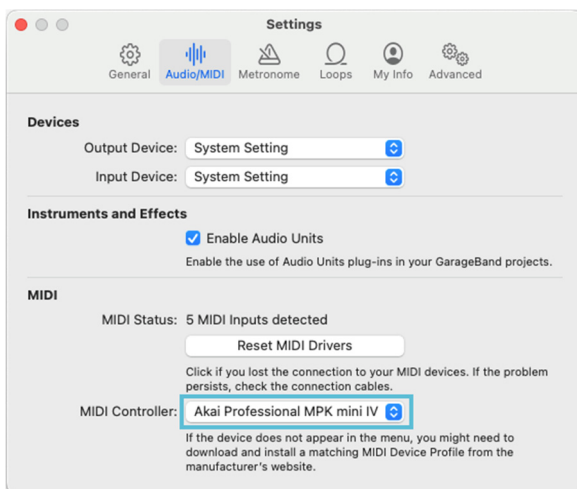 Settings
General Audio/MIDI Metronome Loops My Info Advanced
Devices
Output Device: System Setting
Input Device: System Setting
Instruments and Effects
Enable Audio Units
Enable the use of Audio Units plug-ins in your GarageBand projects.
MIDI
MIDI Status: 5 MIDI Inputs detected
Reset MIDI Drivers
Click if you lost the connection to your MIDI devices. If the problem
persists, check the connection cables.
MIDI Controller: Akai Professional MPK mini IV
If the device does not appear in the menu, you might need to
download and install a matching MIDI Device Profile from the
manufacturer's website.